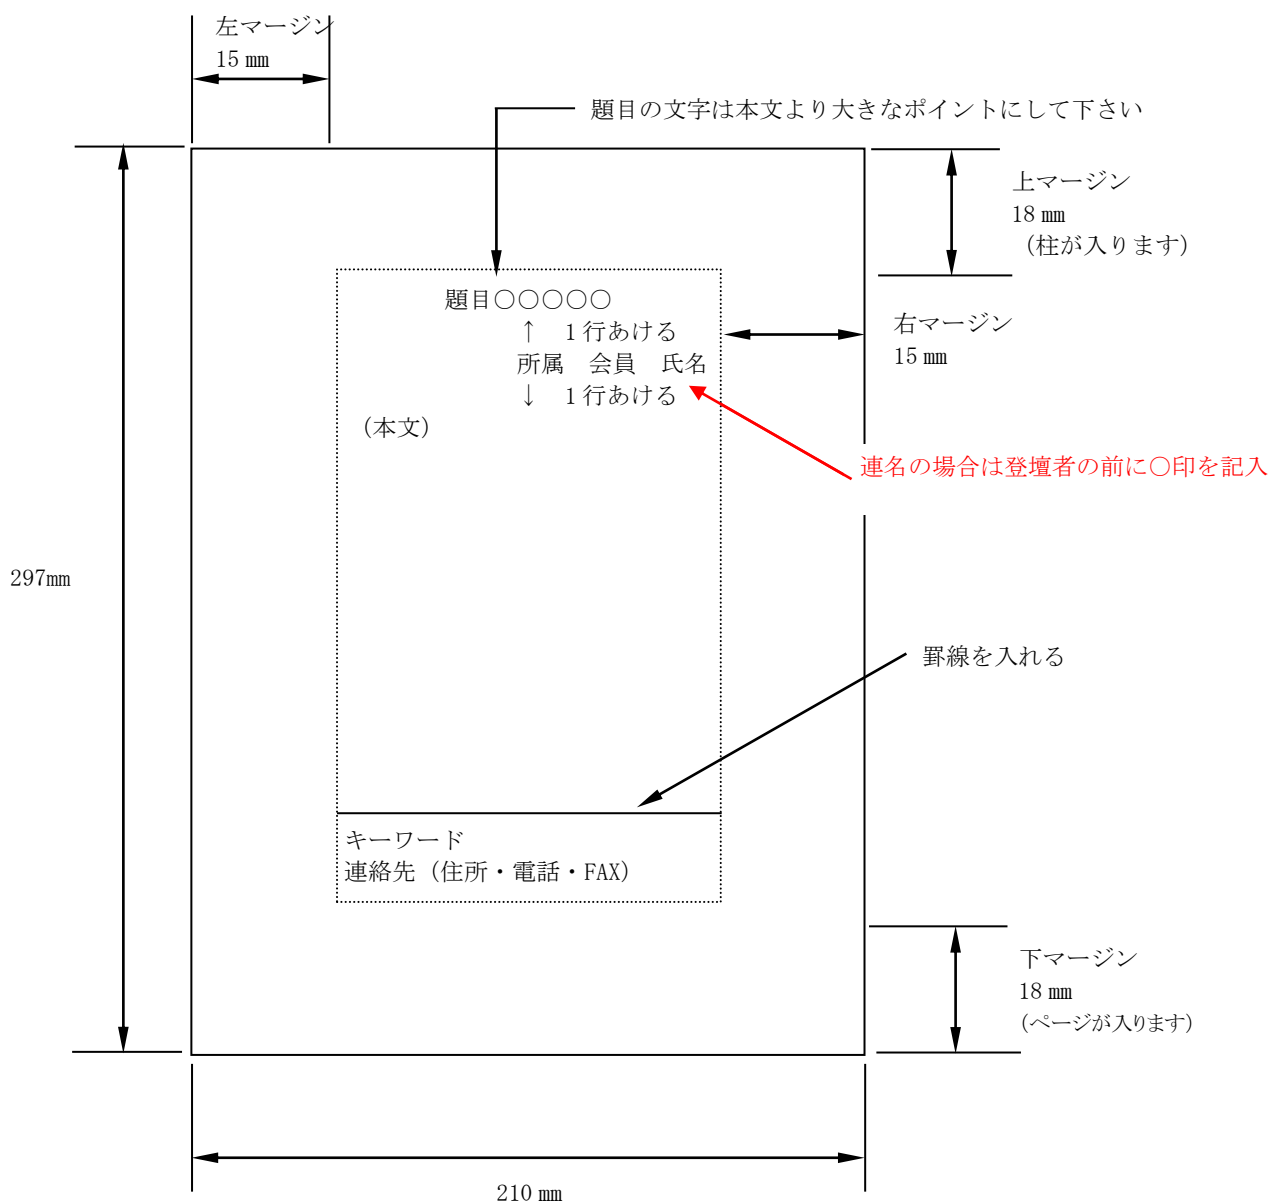 左マージン
15 mm
題目の文字は本文より大きなポイントにして下さい
上マージン
18 mm
（柱が入ります）
題目○○○○○
↑　1行あける
所属　会員　氏名
↓　1行あける
（本文）
右マージン
15 mm
連名の場合は登壇者の前に○印を記入
297mm
罫線を入れる
キーワード
連絡先（住所・電話・FAX）
下マージン
18 mm
（ページが入ります）
210 mm